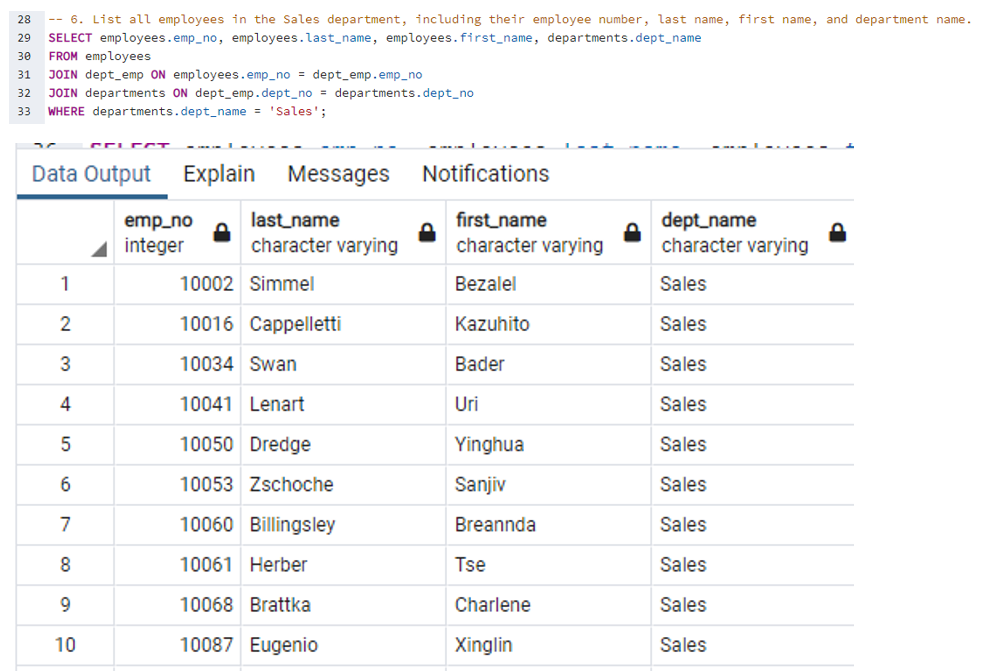 28 -- 6. List all employees in the Sales department, including their employee number, last name, first name, and department name.
29 SELECT employees.emp_no, employees.last_name, employees.first_name, departments.dept_name
30 FROM employees
31 JOIN dept_emp ON employees.emp_no = dept_emp.emp_no
32 JOIN departments ON dept_emp.dept_no = departments.dept_no
33 WHERE departments.dept_name = 'Sales';
Data Output Explain Messages Notifications
emp_no last_name first_name dept_name
integer character varying character varying character varying
1 10002 Simmel Bezalel Sales
2 10016 Cappelletti Kazuhito Sales
3 10034 Swan Bader Sales
4 10041 Lenart Uri Sales
5 10050 Dredge Yinghua Sales
6 10053 Zschoche Sanjiv Sales
7 10060 Billingsley Breannda Sales
8 10061 Herber Tse Sales
9 10068 Brattka Charlene Sales
10 10087 Eugenio Xinglin Sales